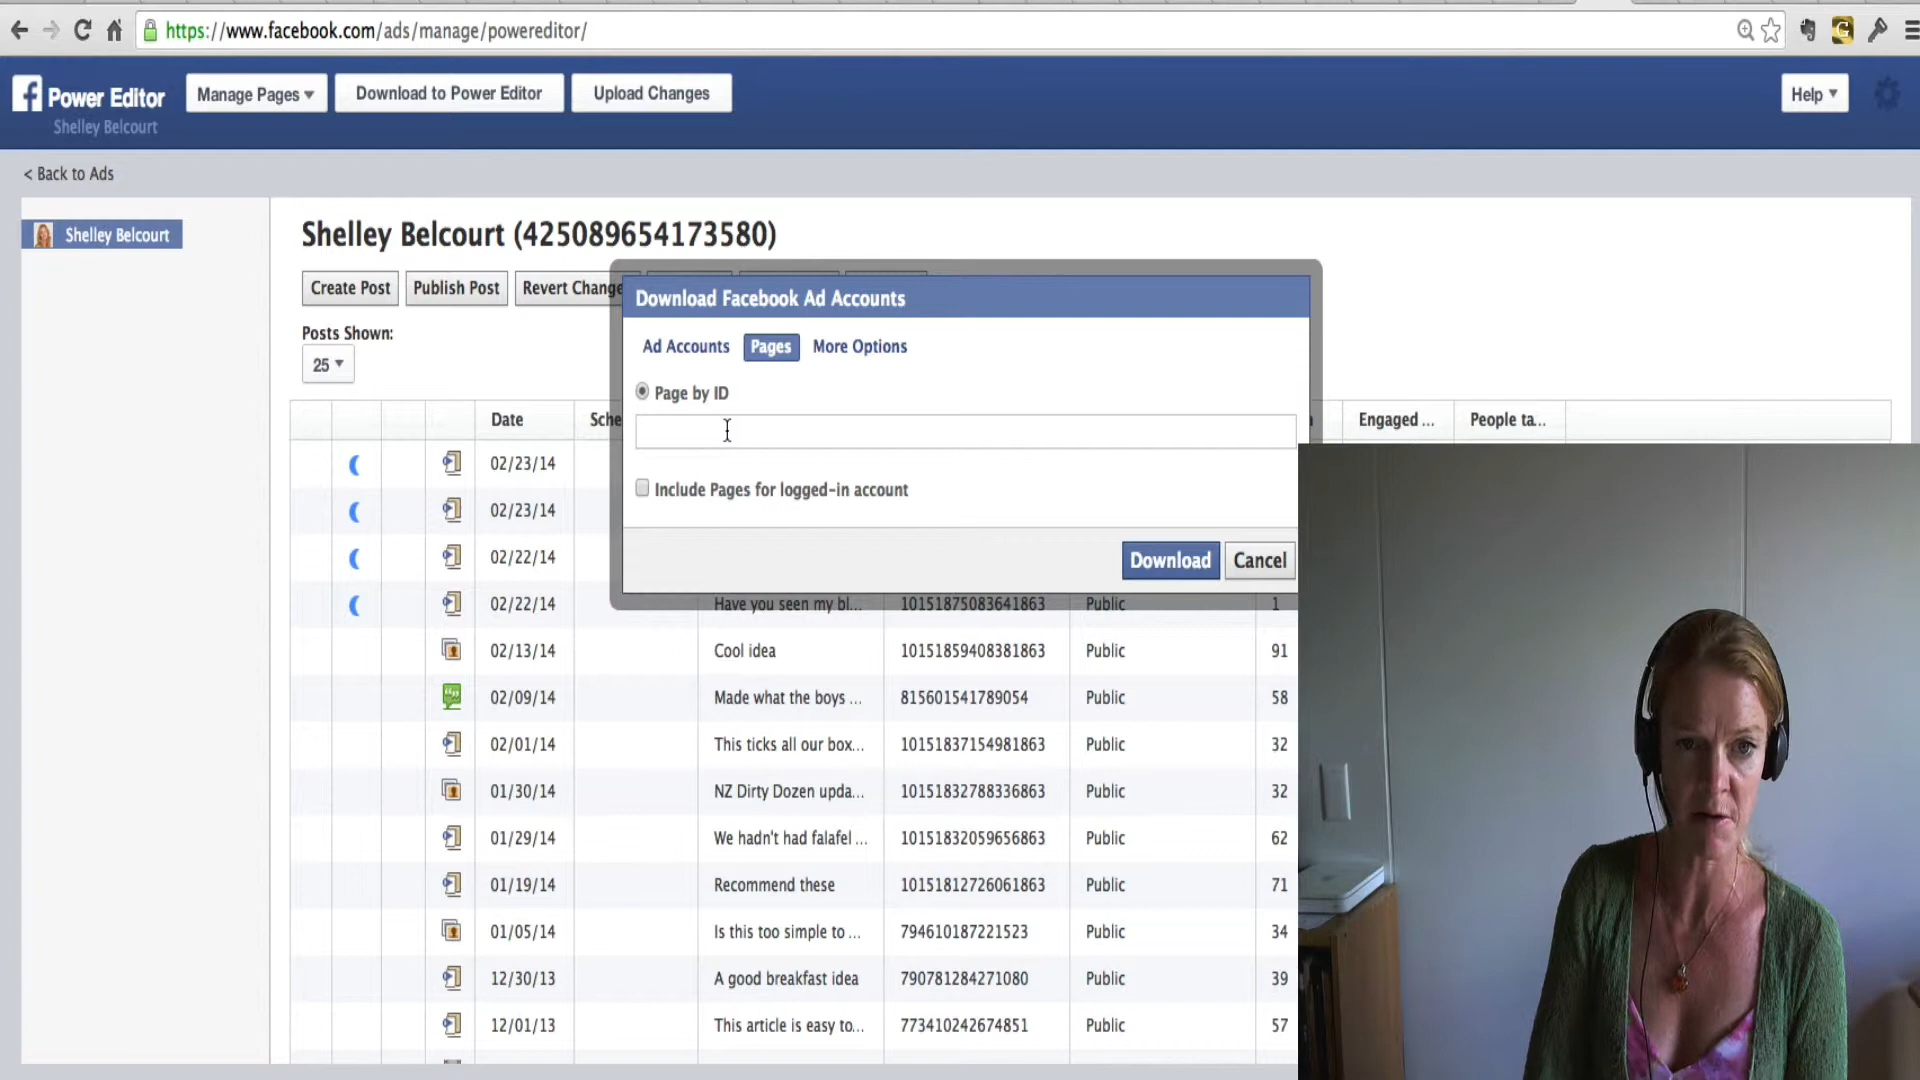 https://www.facebook.com/ads/manage/powereditor/
Power Editor
Shelley Belcourt
Manage Pages
Download to Power Editor
Upload Changes
Help
< Back to Ads
Shelley Belcourt
Shelley Belcourt (425089654173580)
Create Post
Publish Post
Revert Change
Posts Shown:
25
Download Facebook Ad Accounts
Ad Accounts
Pages
More Options
Page by ID
Include Pages for logged-in account
Download
Cancel
Date Sche Engaged ... People ta...
02/23/14
02/23/14
02/22/14
02/22/14 Have you seen my bl... 10151875083641863 Public 1
02/13/14 Cool idea 10151859408381863 Public 91
02/09/14 Made what the boys ... 815601541789054 Public 58
02/01/14 This ticks all our box... 10151837154981863 Public 32
01/30/14 NZ Dirty Dozen upda... 10151832788336863 Public 32
01/29/14 We hadn't had falafel ... 10151832059656863 Public 62
01/19/14 Recommend these 10151812726061863 Public 71
01/05/14 Is this too simple to ... 794610187221523 Public 34
12/30/13 A good breakfast idea 790781284271080 Public 39
12/01/13 This article is easy to... 773410242674851 Public 57